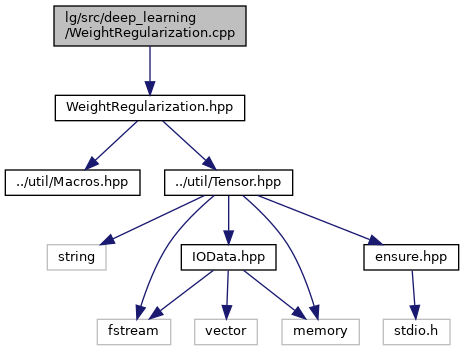 lg/src/deep_learning
/WeightRegularization.cpp
WeightRegularization.hpp
../util/Macros.hpp
../util/Tensor.hpp
string
IOData.hpp
ensure.hpp
fstream
vector
memory
stdio.h